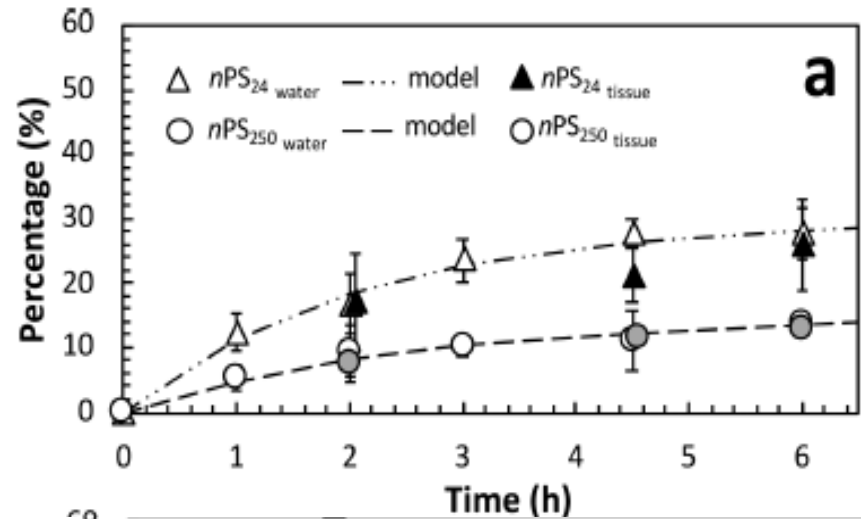 60
50
40
30
20
10
0
Percentage (%)
a
nPS24 water model nPS24 tissue
nPS250 water model nPS250 tissue
0 1 2 3 4 5 6
Time (h)